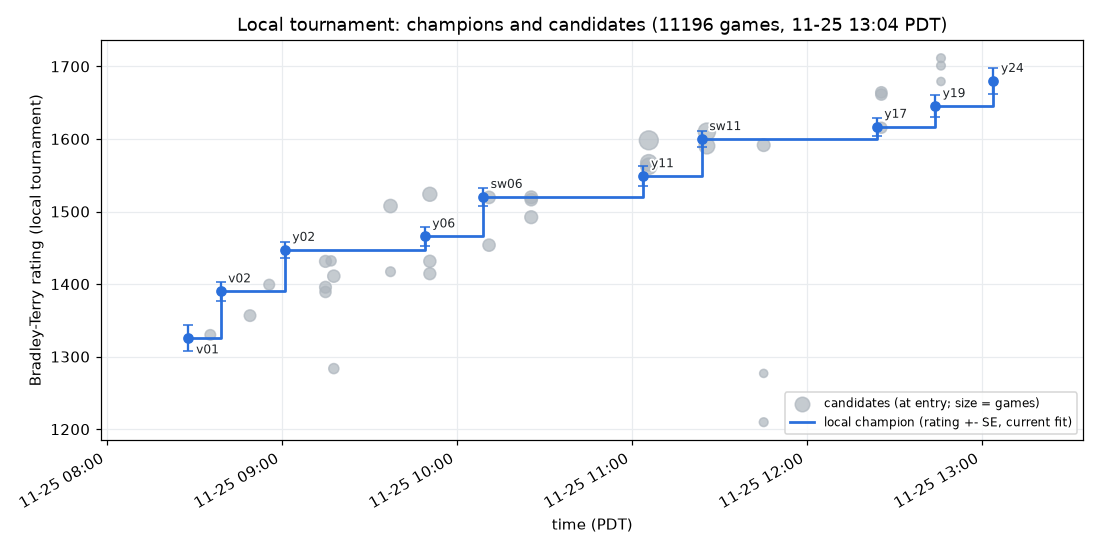 Local tournament: champions and candidates (11196 games, 11-25 13:04 PDT)
Bradley-Terry rating (local tournament)
1700
1600
1500
1400
1300
1200
v01
v02
y02
y06
sw06
y11
sw11
y17
y19
y24
candidates (at entry; size = games)
local champion (rating +- SE, current fit)
11-25 08:00
11-25 09:00
11-25 10:00
11-25 11:00
11-25 12:00
11-25 13:00
time (PDT)